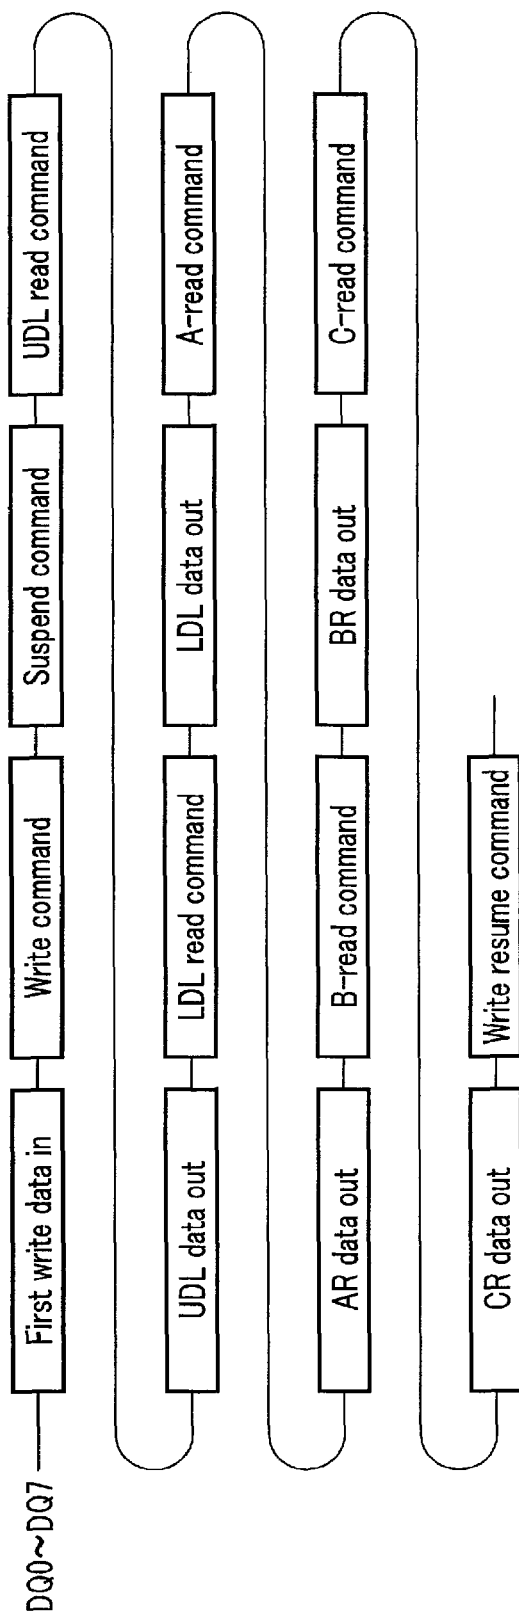 DQ0~DQ7
First write data in
Write command
Suspend command
UDL read command
UDL data out
LDL read command
LDL data out
A-read command
AR data out
B-read command
BR data out
C-read command
CR data out
Write resume command